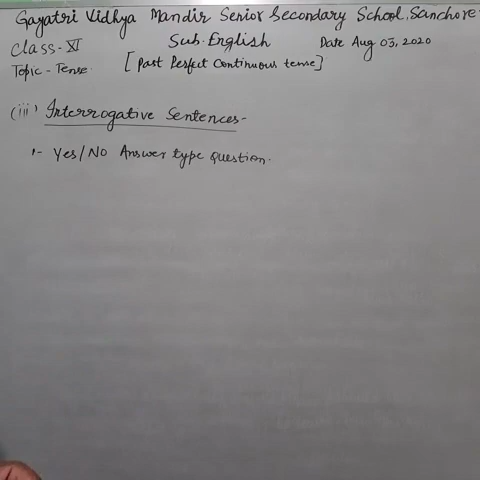 Gayatri Vidhya Mandir Senior Secondary School, Sanchore
Class-XI Sub. English Date Aug 03, 2020
Topic - Tense. [Past Perfect Continuous tense]
(iii) Interrogative Sentences-
1- Yes/No Answer type question.